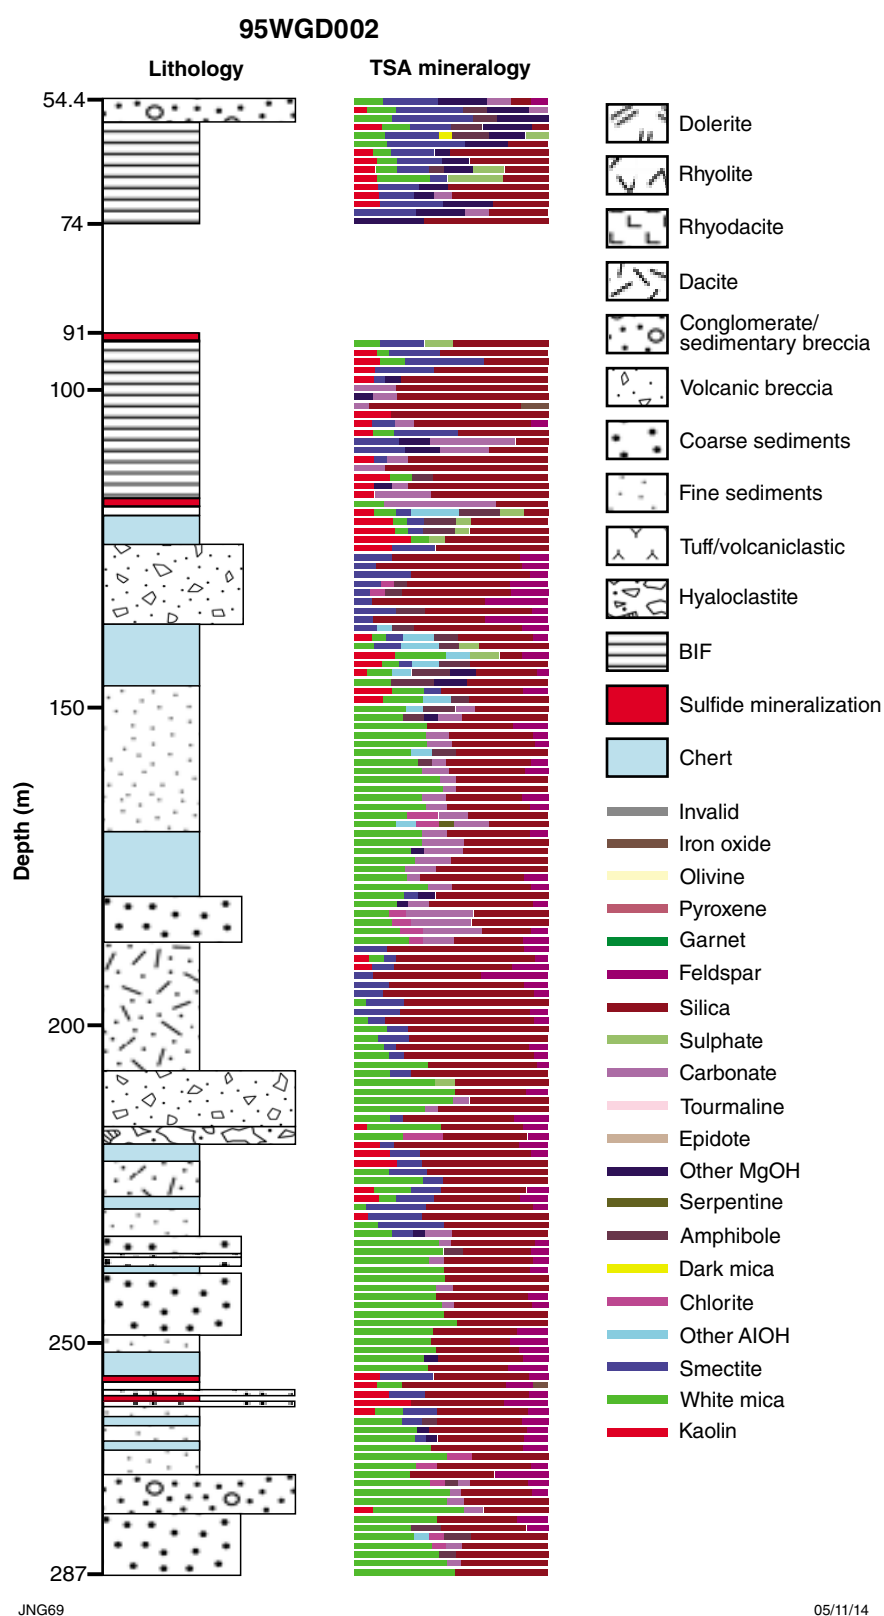 95WGD002
Lithology
TSA mineralogy
54.4
74
91
100
150
200
250
287
Depth (m)
Dolerite
Rhyolite
Rhyodacite
Dacite
Conglomerate/
sedimentary breccia
Volcanic breccia
Coarse sediments
Fine sediments
Tuff/volcaniclastic
Hyaloclastite
BIF
Sulfide mineralization
Chert
Invalid
Iron oxide
Olivine
Pyroxene
Garnet
Feldspar
Silica
Sulphate
Carbonate
Tourmaline
Epidote
Other MgOH
Serpentine
Amphibole
Dark mica
Chlorite
Other AlOH
Smectite
White mica
Kaolin
JNG69
05/11/14